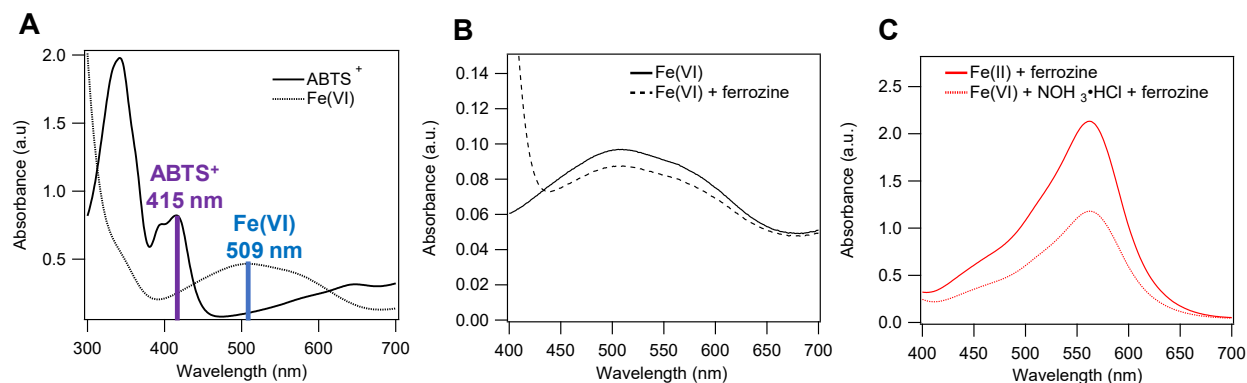 A
Absorbance (a.u)
2.0
1.5
1.0
0.5
ABTS +
Fe(VI)
ABTS+
415 nm
Fe(VI)
509 nm
300 400 500 600 700
Wavelength (nm)
B
Absorbance (a.u.)
0.14
0.12
0.10
0.08
0.06
0.04
0.02
0.00
Fe(VI)
Fe(VI) + ferrozine
400 450 500 550 600 650 700
Wavelength (nm)
C
Absorbance (a.u.)
2.5
2.0
1.5
1.0
0.5
0.0
Fe(II) + ferrozine
Fe(VI) + NOH 3•HCl + ferrozine
400 450 500 550 600 650 700
Wavelength (nm)